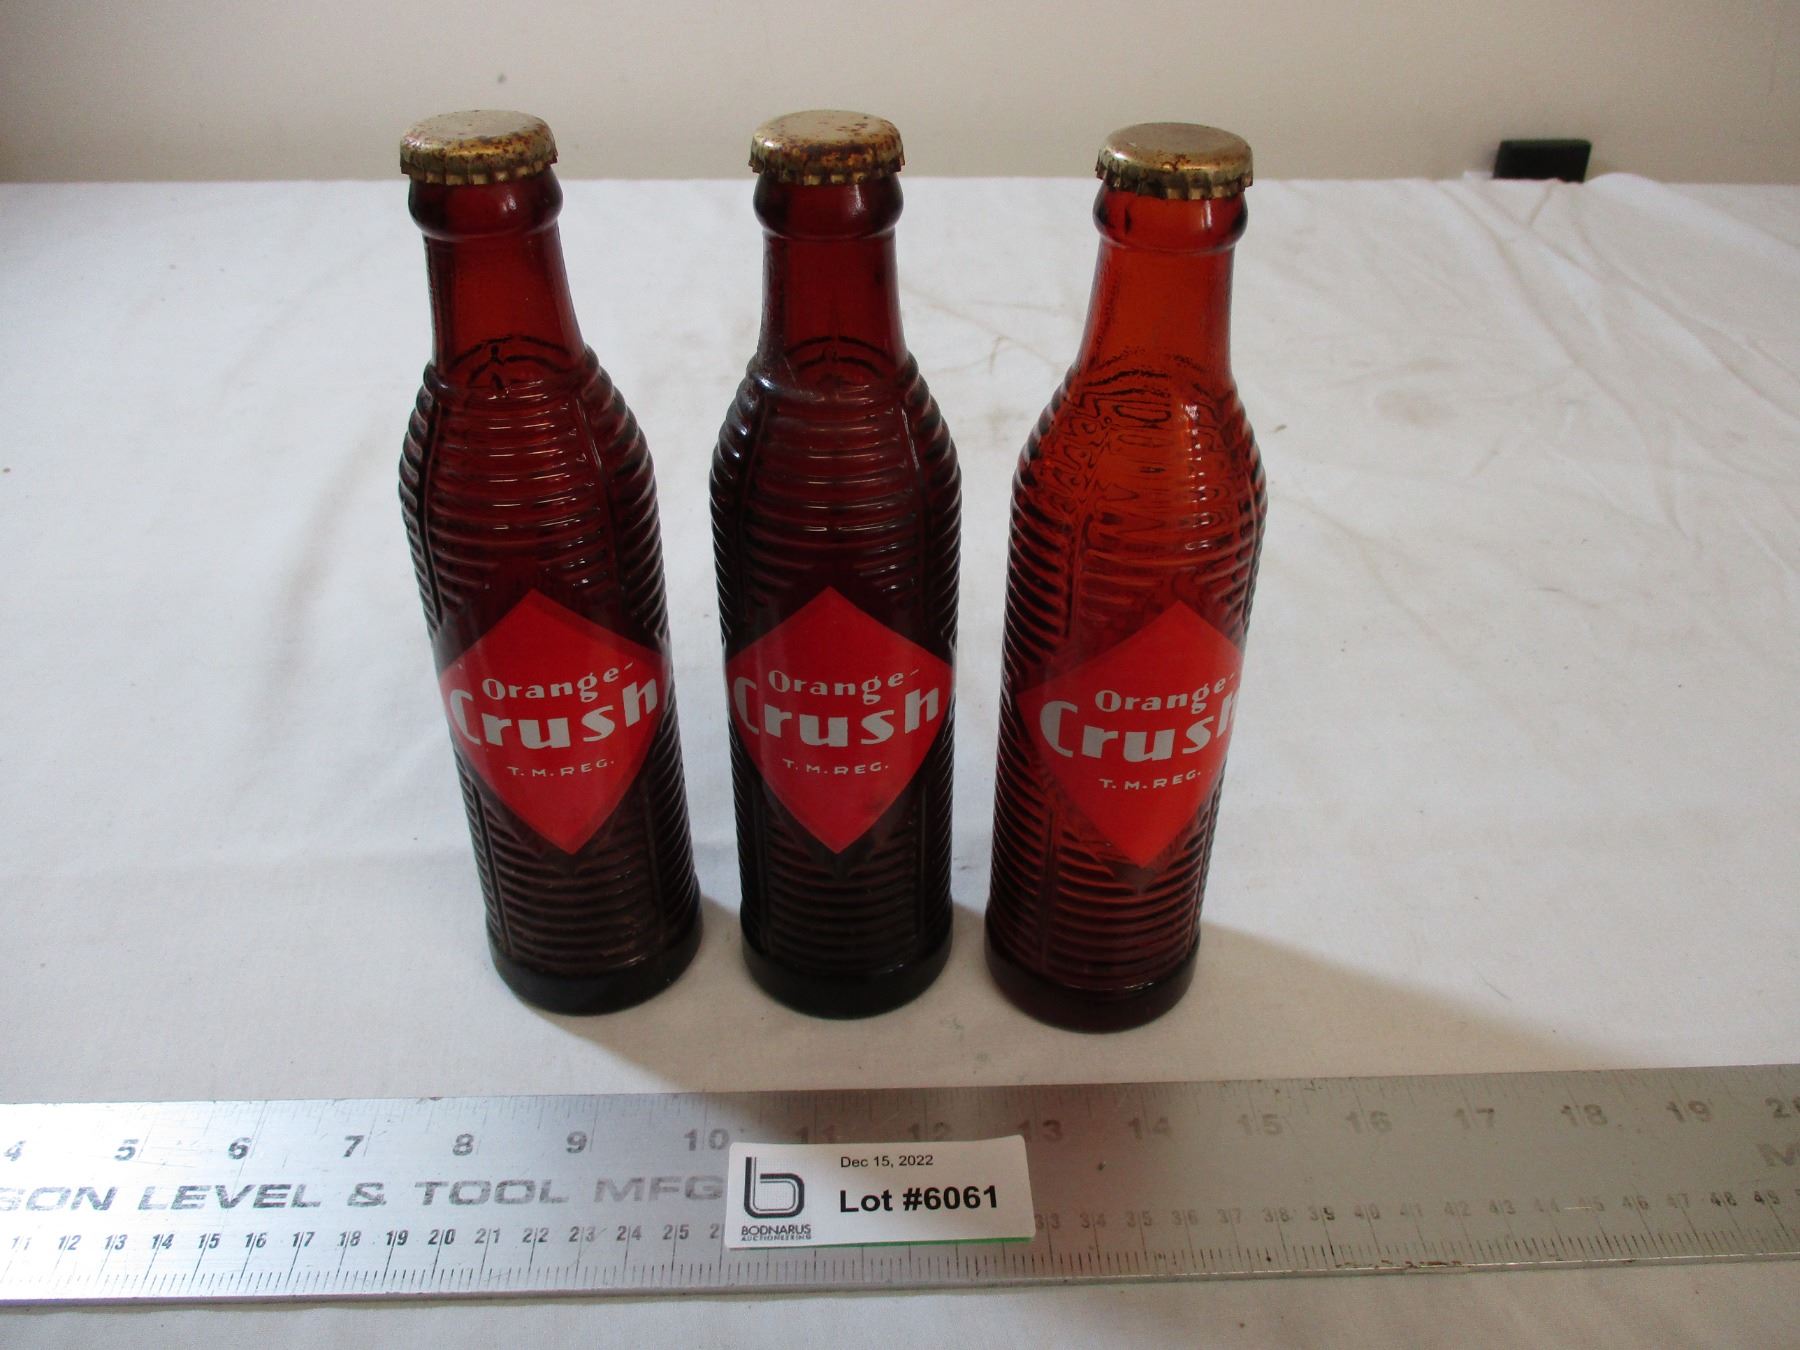 Orange-
Crush
T.M.REG.
Orange-
Crush
T.M.REG.
Orange-
Crush
T.M.REG.
4 5 6 7 8 9 10 11 12 13 14 15 16 17 18 19
LEVEL & TOOL MFG
11 12 13 14 15 16 17 18 19 20 21 22 23 24 25 33 34 35 36 37 38 39 40 41 42 43 44 45 46 47 48 49
Dec 15, 2022
Lot #6061
b
BODNARUS
AUCTIONEERING